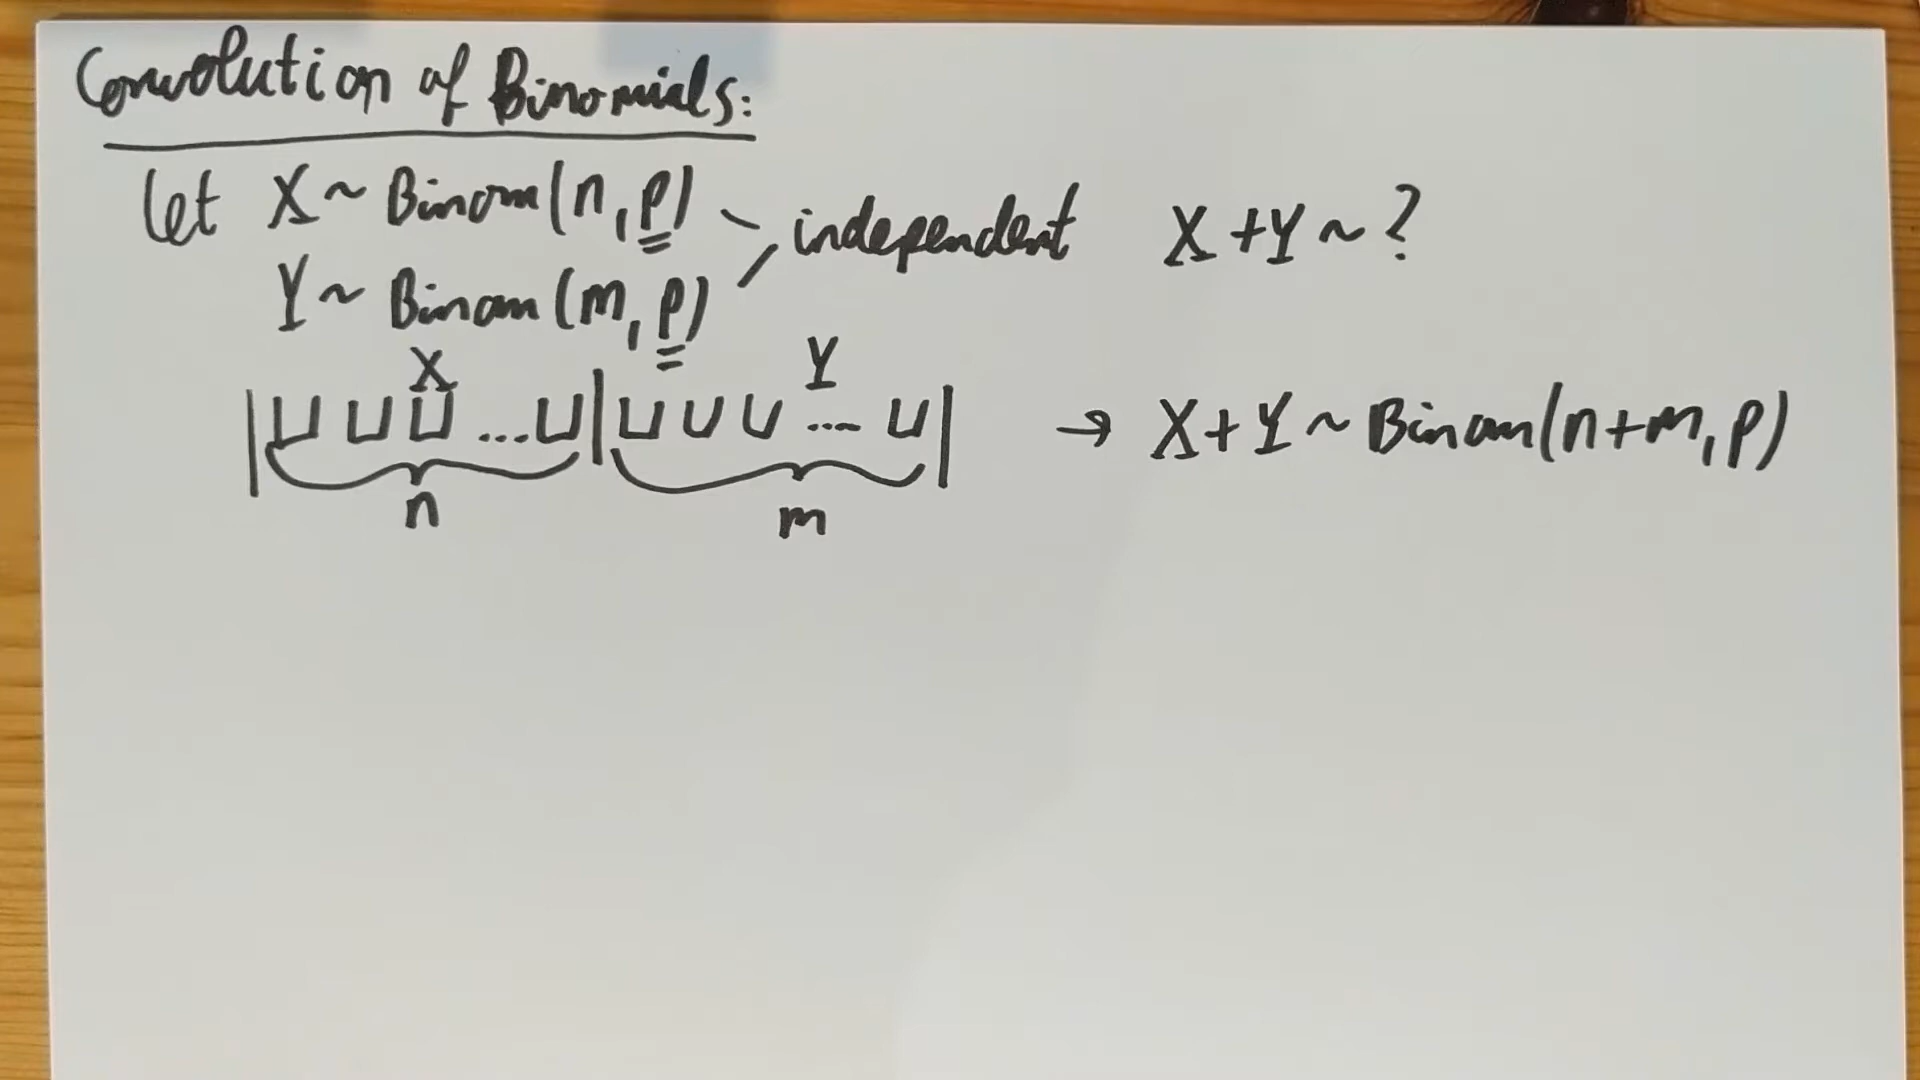 Convolution of Binomials:
let X ~ Binom(n, p) independent X + Y ~ ?
Y ~ Binom(m, p)
X Y
|⊔ ⊔ ⊔ ...⊔|⊔ ⊔ ⊔ .... ⊔| → X + Y ~ Binom(n+m, p)
n m